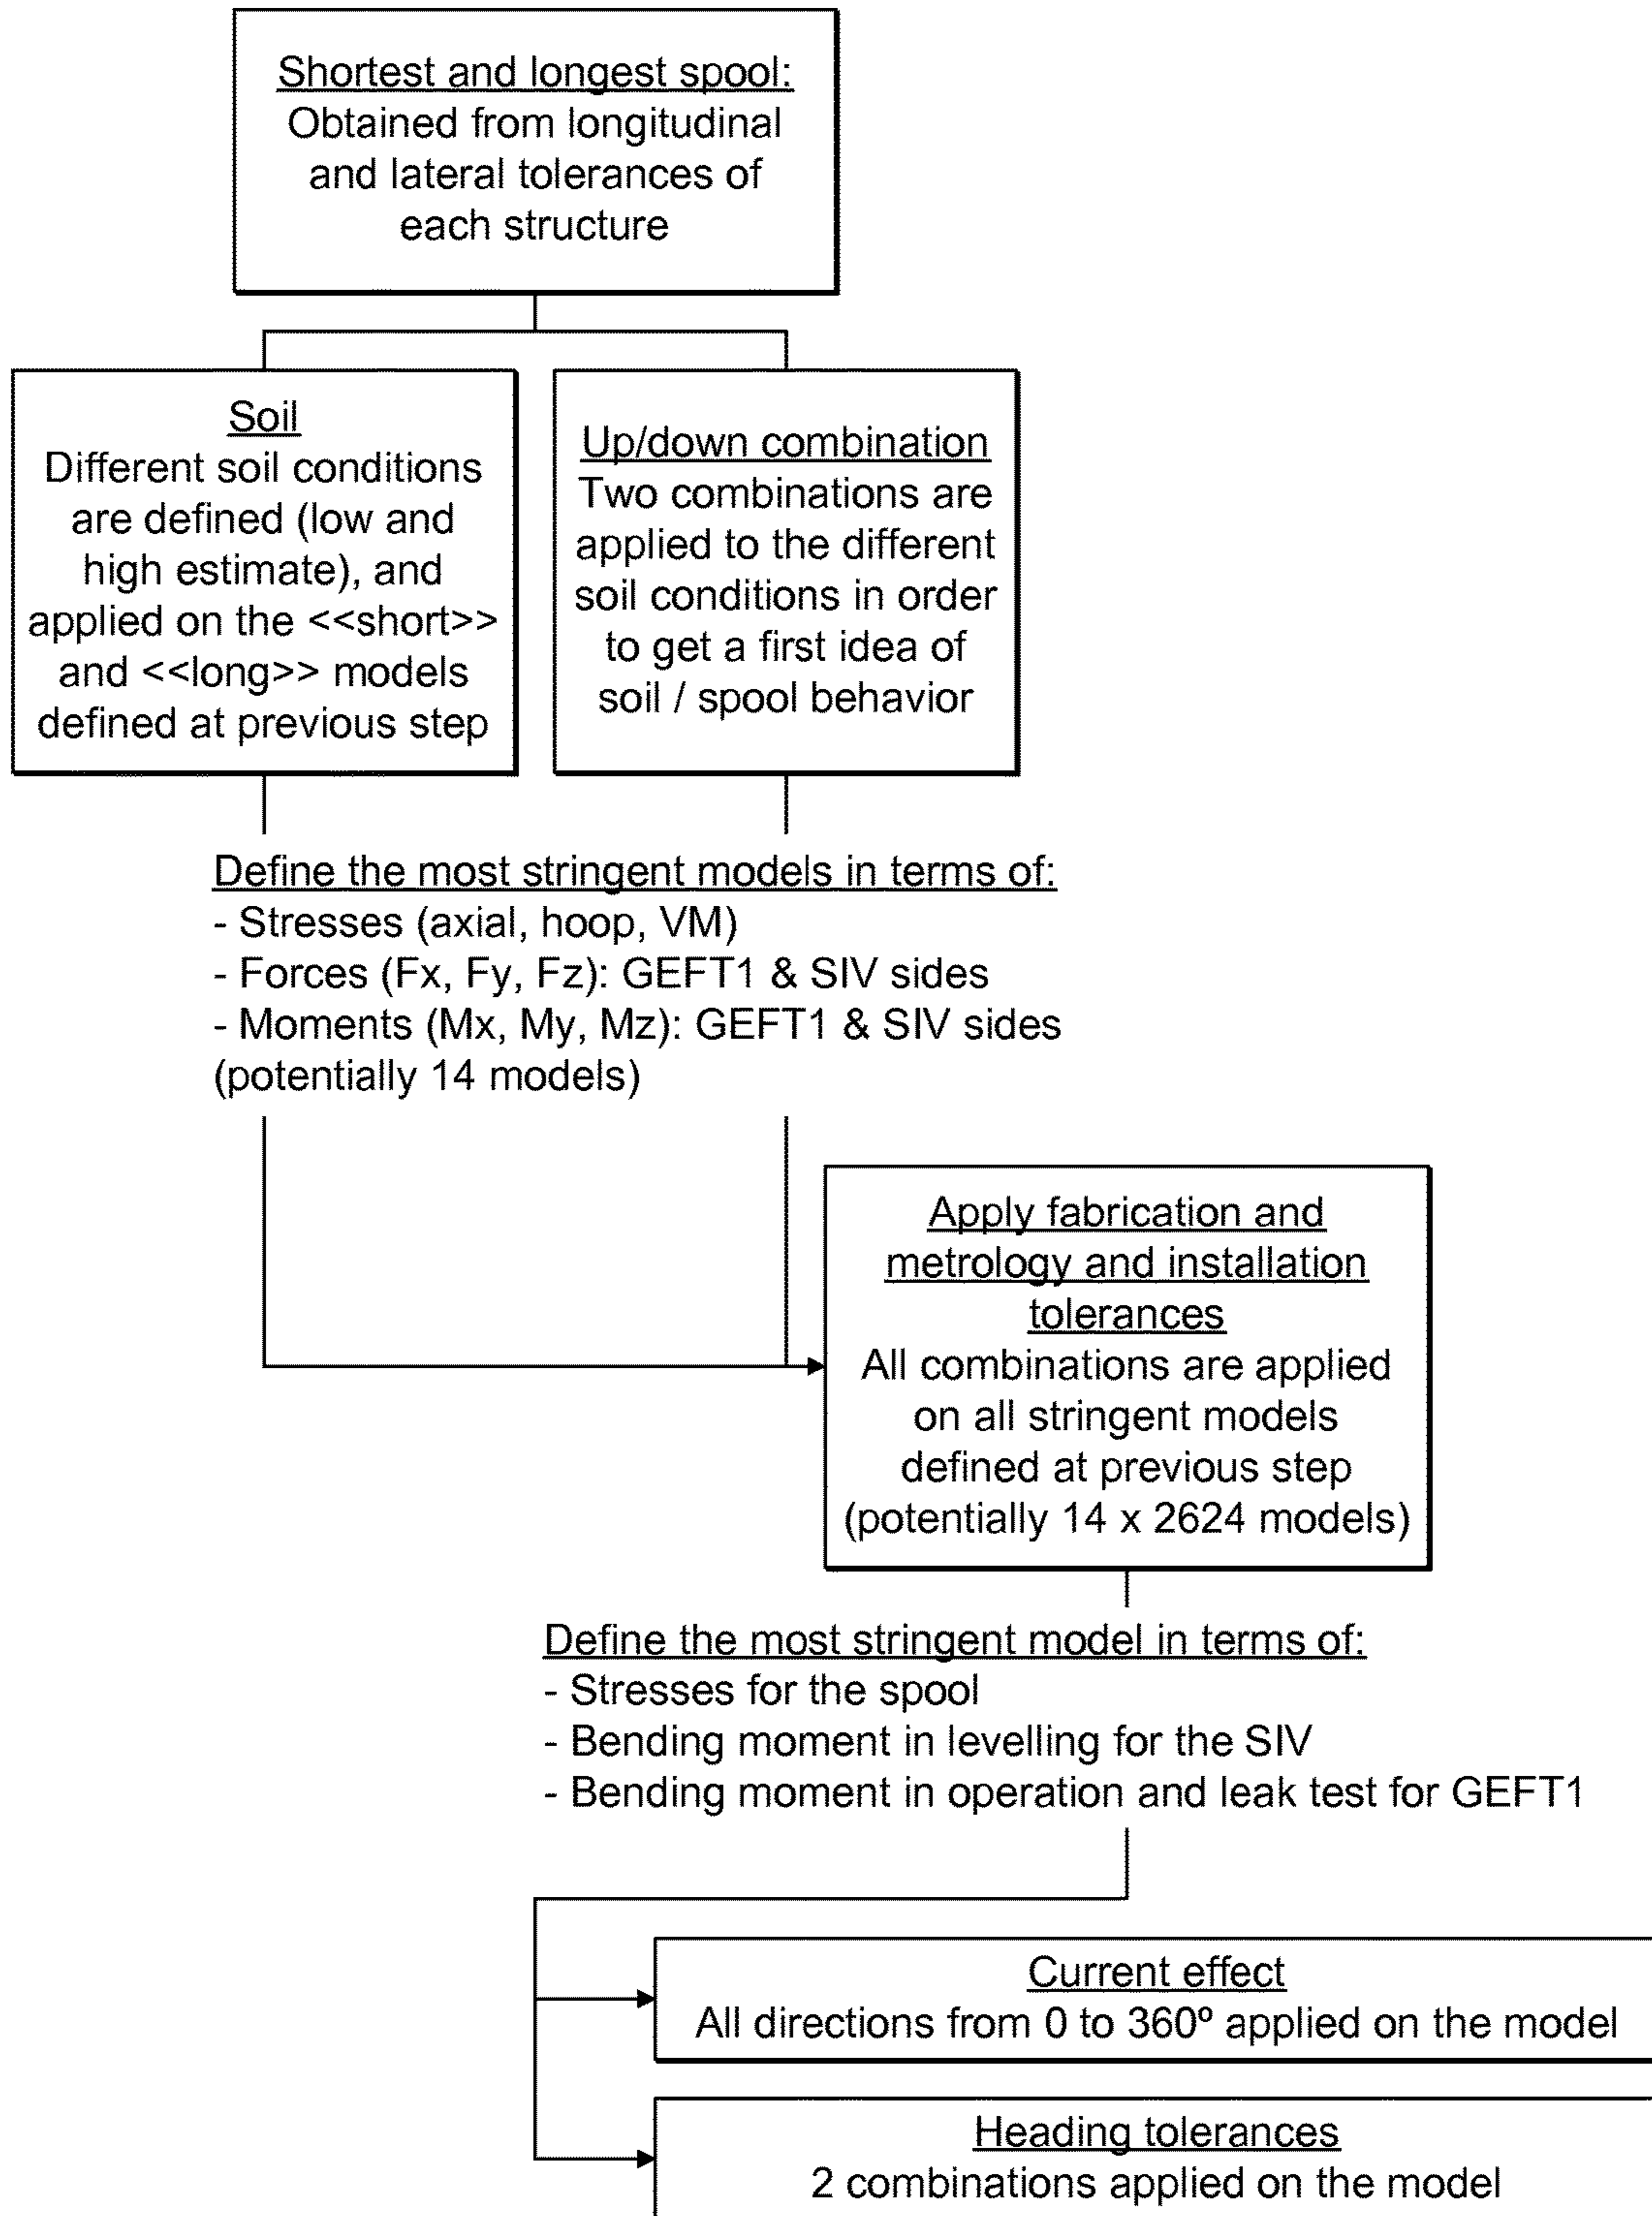 Shortest and longest spool:
Obtained from longitudinal
and lateral tolerances of
each structure
Soil
Different soil conditions
are defined (low and
high estimate), and
applied on the <<short>>
and <<long>> models
defined at previous step
Up/down combination
Two combinations are
applied to the different
soil conditions in order
to get a first idea of
soil / spool behavior
Define the most stringent models in terms of:
- Stresses (axial, hoop, VM)
- Forces (Fx, Fy, Fz): GEFT1 & SIV sides
- Moments (Mx, My, Mz): GEFT1 & SIV sides
(potentially 14 models)
Apply fabrication and
metrology and installation
tolerances
All combinations are applied
on all stringent models
defined at previous step
(potentially 14 x 2624 models)
Define the most stringent model in terms of:
- Stresses for the spool
- Bending moment in levelling for the SIV
- Bending moment in operation and leak test for GEFT1
Current effect
All directions from 0 to 360º applied on the model
Heading tolerances
2 combinations applied on the model